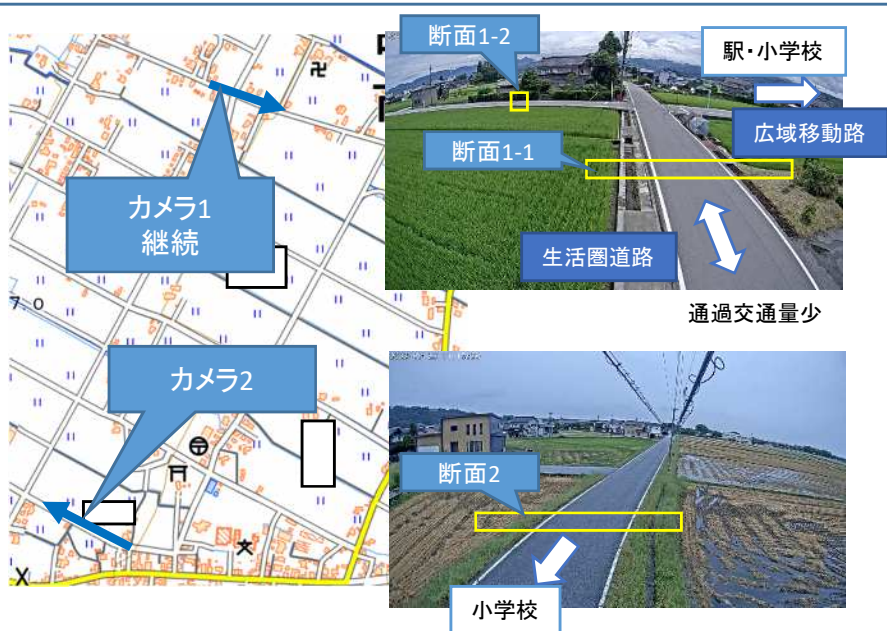 断面1-2
駅・小学校
広域移動路
断面1-1
カメラ1
継続
生活圏道路
7.0
通過交通量少
カメラ2
断面2
小学校